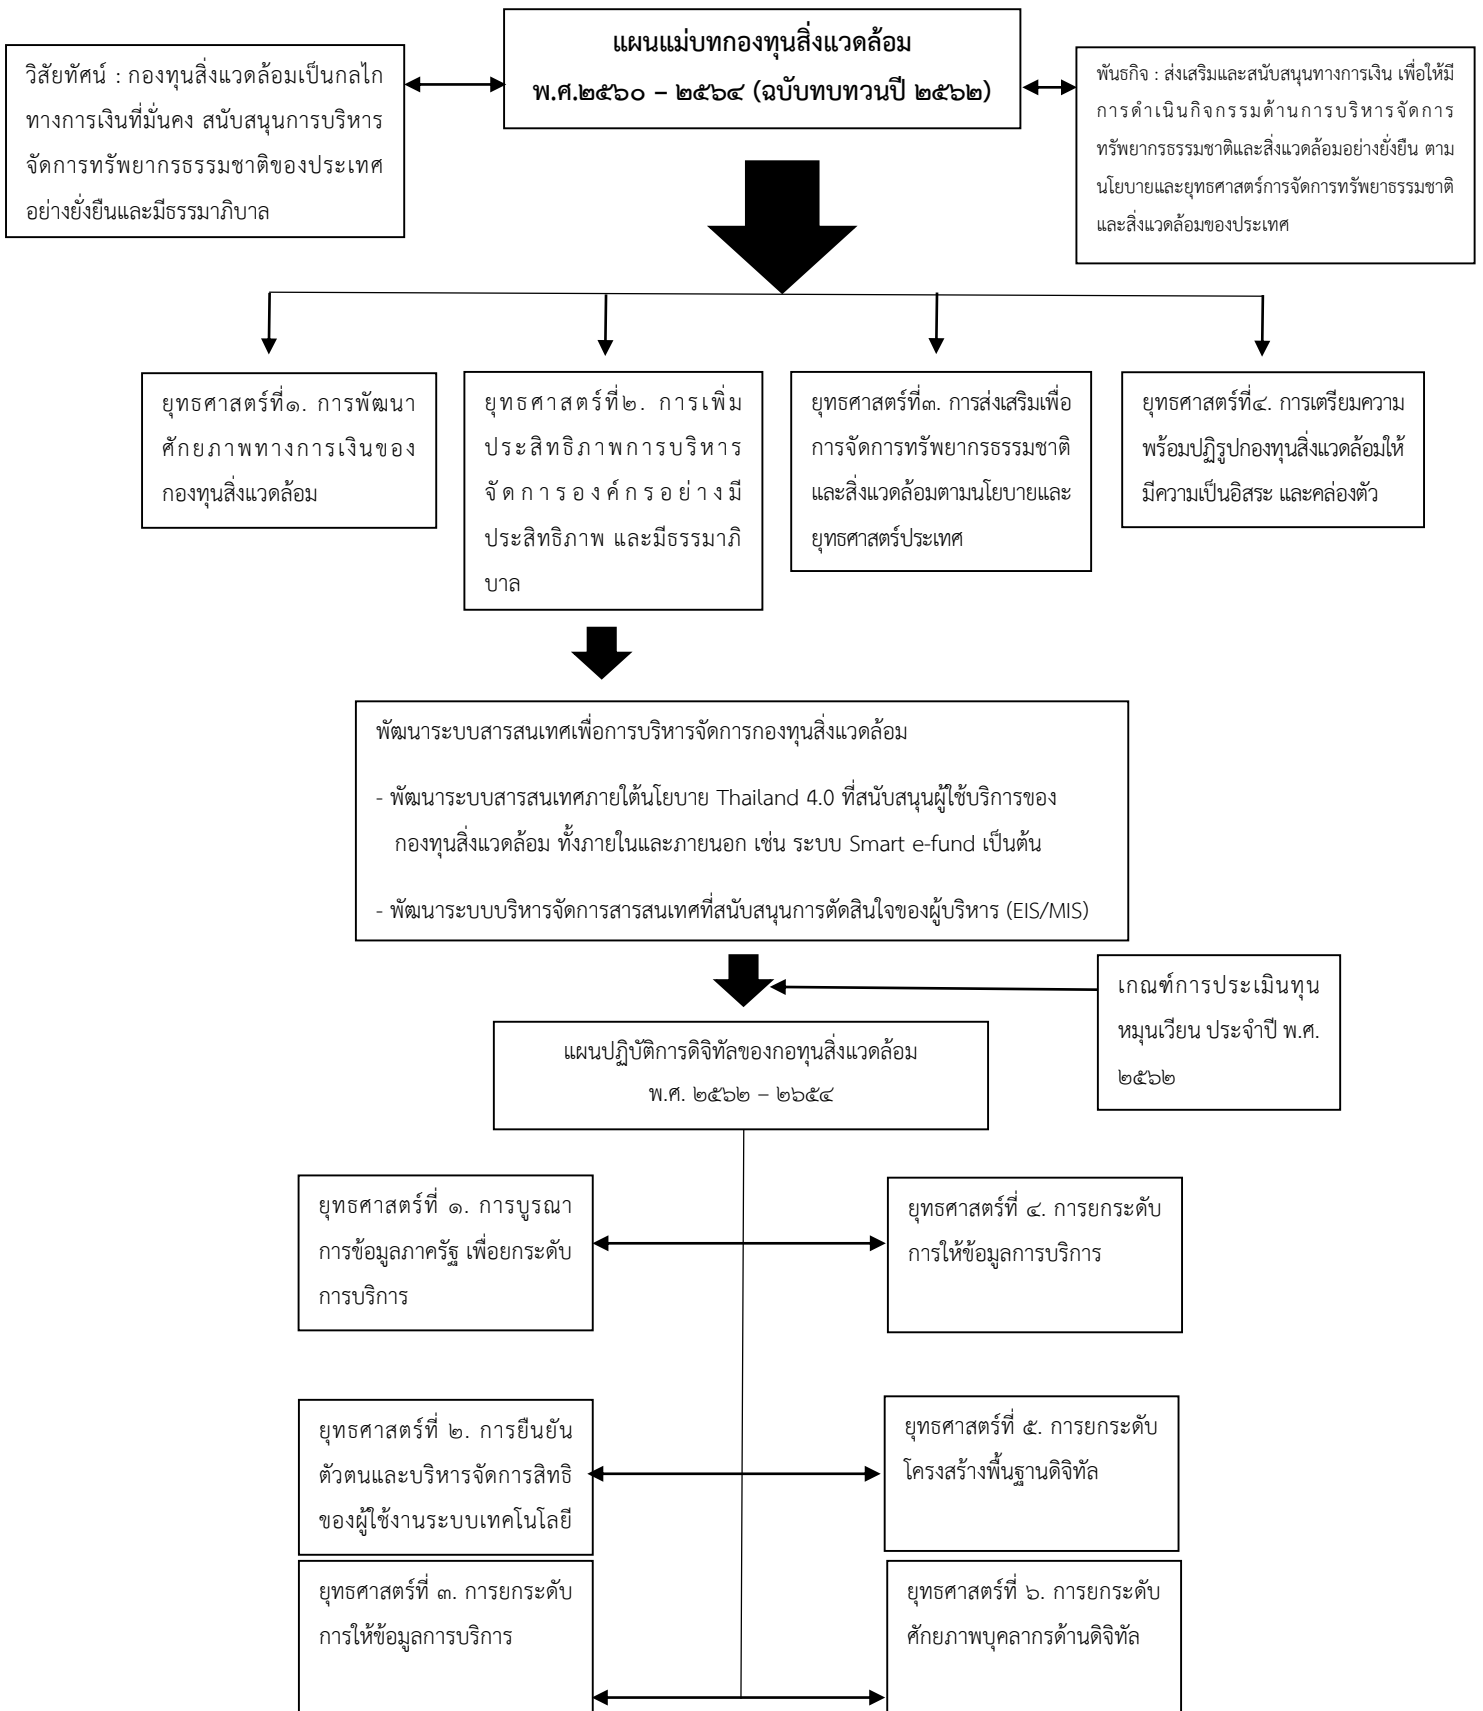 แผนแม่บทกองทุนสิ่งแวดล้อม
พ.ศ.๒๕๖๐ – ๒๕๖๔ (ฉบับทบทวนปี ๒๕๖๒)
วิสัยทัศน์ : กองทุนสิ่งแวดล้อมเป็นกลไก
ทางการเงินที่มั่นคง สนับสนุนการบริหาร
จัดการทรัพยากรธรรมชาติของประเทศ
อย่างยั่งยืนและมีธรรมาภิบาล
พันธกิจ : ส่งเสริมและสนับสนุนทางการเงิน เพื่อให้มี
การดำเนินกิจกรรมด้านการบริหารจัดการ
ทรัพยากรธรรมชาติและสิ่งแวดล้อมอย่างยั่งยืน ตาม
นโยบายและยุทธศาสตร์การจัดการทรัพยาธรรมชาติ
และสิ่งแวดล้อมของประเทศ
ยุทธศาสตร์ที่๑. การพัฒนา
ศักยภาพทางการเงินของ
กองทุนสิ่งแวดล้อม
ยุทธศาสตร์ที่๒. การเพิ่ม
ประสิทธิภาพการบริหาร
จัดการองค์กรอย่างมี
ประสิทธิภาพ และมีธรรมาภิ
บาล
ยุทธศาสตร์ที่๓. การส่งเสริมเพื่อ
การจัดการทรัพยากรธรรมชาติ
และสิ่งแวดล้อมตามนโยบายและ
ยุทธศาสตร์ประเทศ
ยุทธศาสตร์ที่๔. การเตรียมความ
พร้อมปฏิรูปกองทุนสิ่งแวดล้อมให้
มีความเป็นอิสระ และคล่องตัว
พัฒนาระบบสารสนเทศเพื่อการบริหารจัดการกองทุนสิ่งแวดล้อม
- พัฒนาระบบสารสนเทศภายใต้นโยบาย Thailand 4.0 ที่สนับสนุนผู้ใช้บริการของ
กองทุนสิ่งแวดล้อม ทั้งภายในและภายนอก เช่น ระบบ Smart e-fund เป็นต้น
- พัฒนาระบบบริหารจัดการสารสนเทศที่สนับสนุนการตัดสินใจของผู้บริหาร (EIS/MIS)
เกณฑ์การประเมินทุน
หมุนเวียน ประจำปี พ.ศ.
๒๕๖๒
แผนปฏิบัติการดิจิทัลของกอทุนสิ่งแวดล้อม
พ.ศ. ๒๕๖๒ – ๒๖๕๔
ยุทธศาสตร์ที่ ๑. การบูรณา
การข้อมูลภาครัฐ เพื่อยกระดับ
การบริการ
ยุทธศาสตร์ที่ ๔. การยกระดับ
การให้ข้อมูลการบริการ
ยุทธศาสตร์ที่ ๒. การยืนยัน
ตัวตนและบริหารจัดการสิทธิ
ของผู้ใช้งานระบบเทคโนโลยี
ยุทธศาสตร์ที่ ๕. การยกระดับ
โครงสร้างพื้นฐานดิจิทัล
ยุทธศาสตร์ที่ ๓. การยกระดับ
การให้ข้อมูลการบริการ
ยุทธศาสตร์ที่ ๖. การยกระดับ
ศักยภาพบุคลากรด้านดิจิทัล